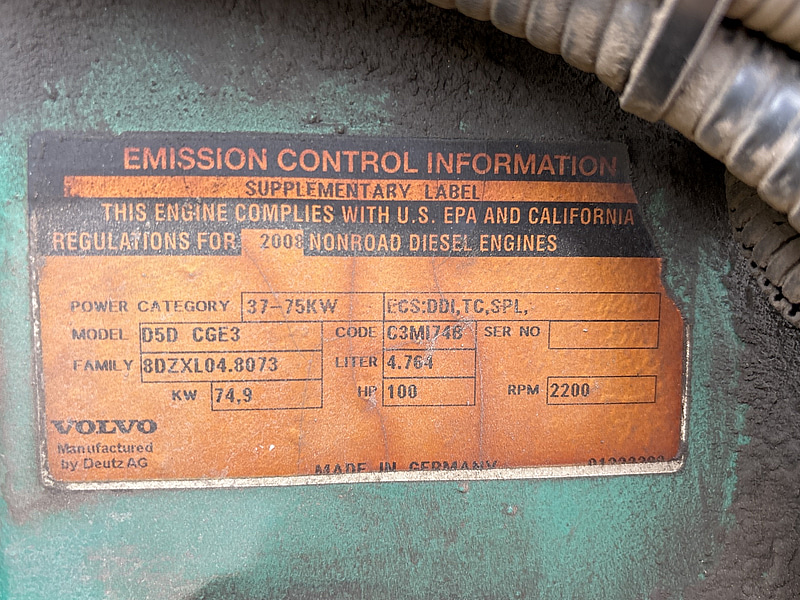 EMISSION CONTROL INFORMATION
SUPPLEMENTARY LABEL
THIS ENGINE COMPLIES WITH U.S. EPA AND CALIFORNIA
REGULATIONS FOR 2008 NONROAD DIESEL ENGINES
POWER CATEGORY 37-75KW ECS:DDI,TC,SPL,
MODEL D5D CGE3 CODE C3MI74B SER NO
FAMILY 8DZXL04.8073 LITER 4.764
KW 74,9 HP 100 RPM 2200
VOLVO
Manufactured
by Deutz AG
MADE IN GERMANY